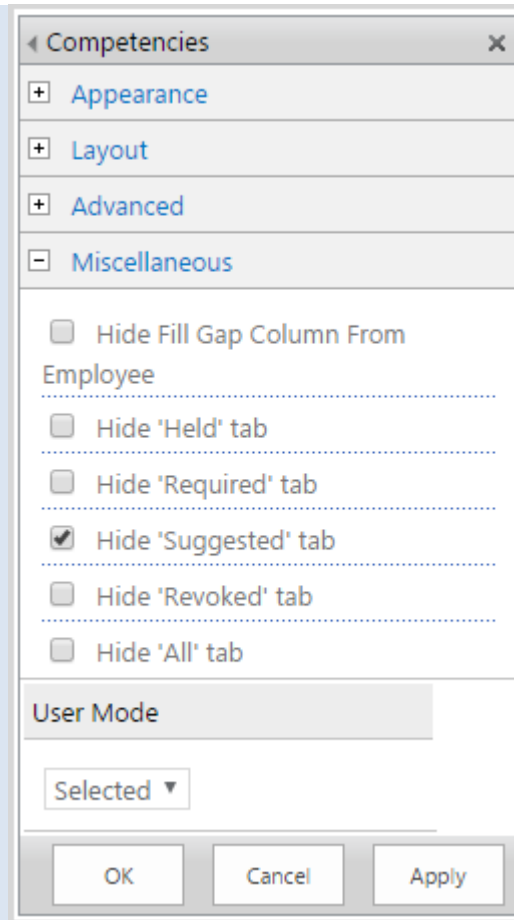 Competencies
Appearance
Layout
Advanced
Miscellaneous
Hide Fill Gap Column From
Employee
Hide 'Held' tab
Hide 'Required' tab
Hide 'Suggested' tab
Hide 'Revoked' tab
Hide 'All' tab
User Mode
Selected
OK Cancel Apply